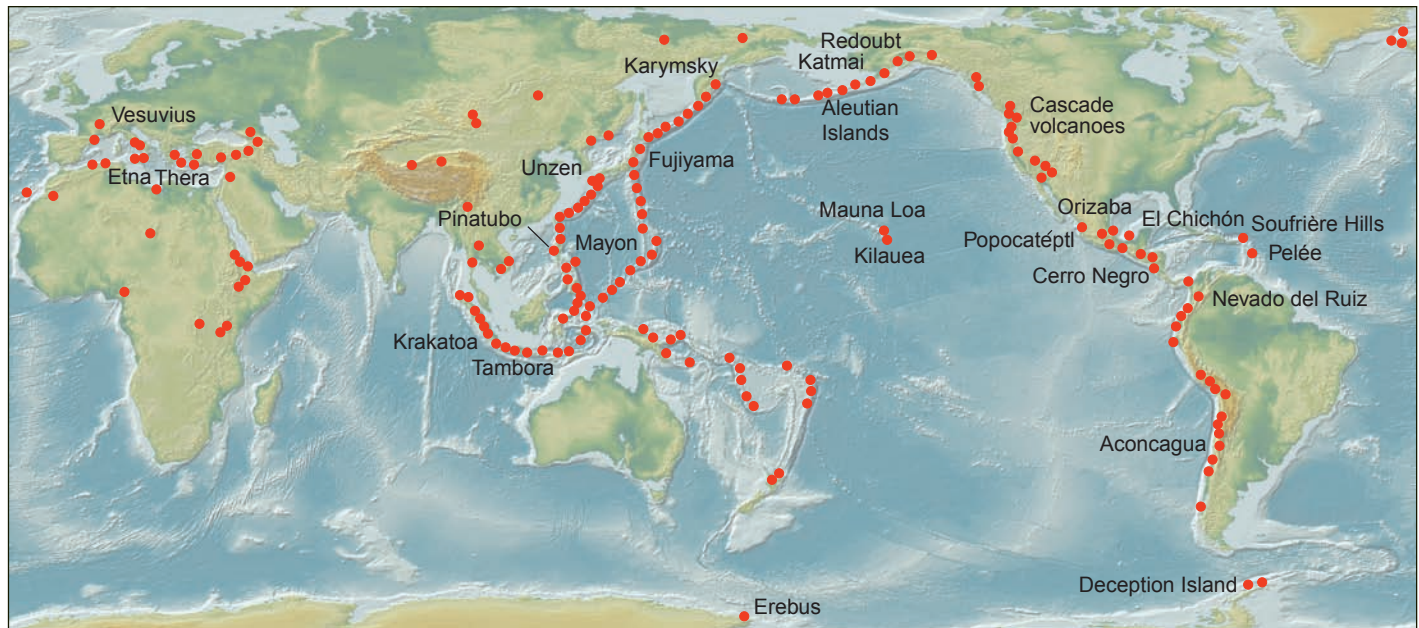 Redoubt
Katmai
Karymsky
Vesuvius
Aleutian
Islands
Cascade
volcanoes
Etna Thera
Unzen
Fujiyama
Pinatubo
Mayon
Mauna Loa
Kilauea
Orizaba
El Chichón
Soufrière Hills
Popocatéptl
Pelée
Cerro Negro
Nevado del Ruiz
Krakatoa
Tambora
Aconcagua
Deception Island
Erebus